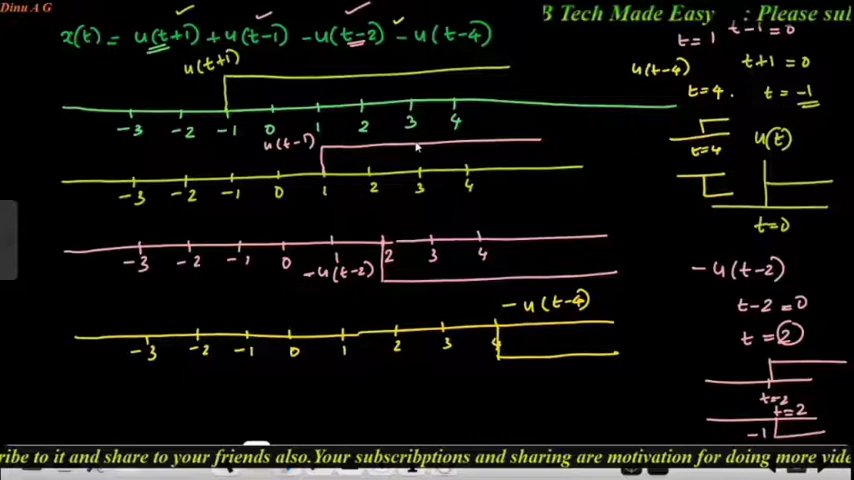 Dinu A G
B Tech Made Easy : Please sul
x(t) = u(t+1) + u(t-1) - u(t-2) - u(t-4)
t=1 t-1=0
u(t+1)
u(t-4)
t+1=0
t=4.
t=-1
-3 -2 -1 0 1 2 3 4
u(t-1)
t=4
u(t)
-3 -2 -1 0 1 2 3 4
t=0
-3 -2 -1 0 1 2 3 4
-u(t-2)
-u(t-2)
-u(t-4)
t-2=0
t=2
-3 -2 -1 0 1 2 3 4
t=2
t=2
-1
ribe to it and share to your friends also.Your subscribptions and sharing are motivation for doing more vide